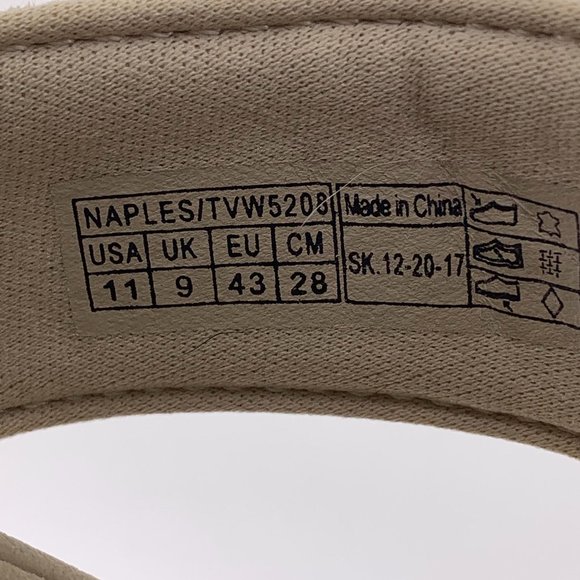 NAPLES/TVW5208 Made in China
USA UK EU CM
11 9 43 28
SK.12-20-17